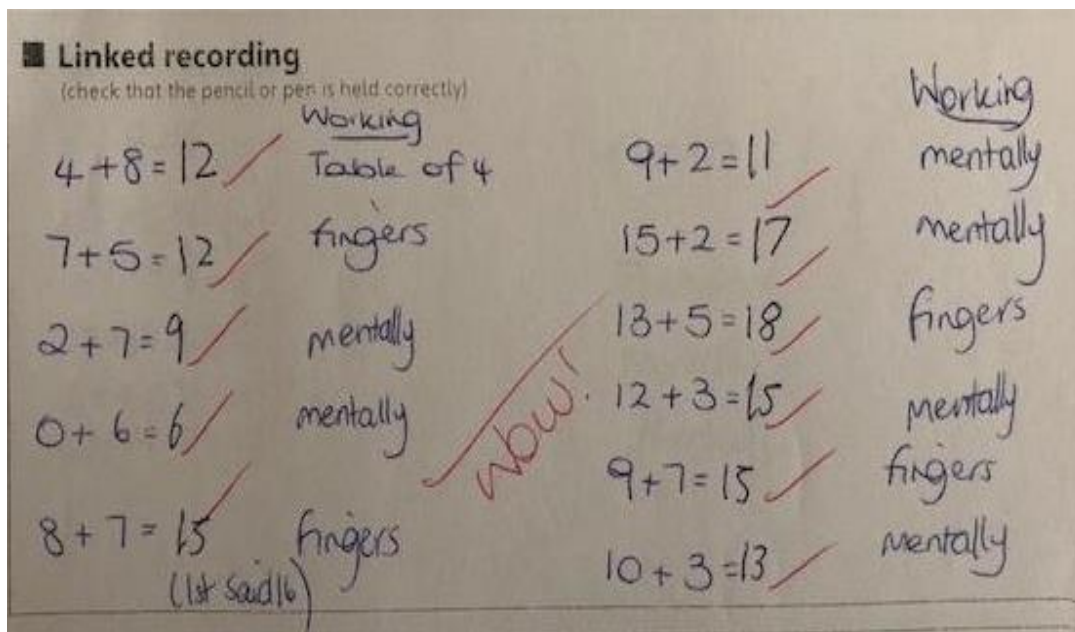 Linked recording
(check that the pencil or pen is held correctly)
Working
4 + 8 = 12 Table of 4
7 + 5 = 12 fingers
2 + 7 = 9 mentally
0 + 6 = 6 mentally
8 + 7 = 15 fingers
(1st said 16)
wow!
Working
9 + 2 = 11 mentally
15 + 2 = 17 mentally
13 + 5 = 18 fingers
12 + 3 = 15 mentally
9 + 7 = 15 fingers
10 + 3 = 13 mentally